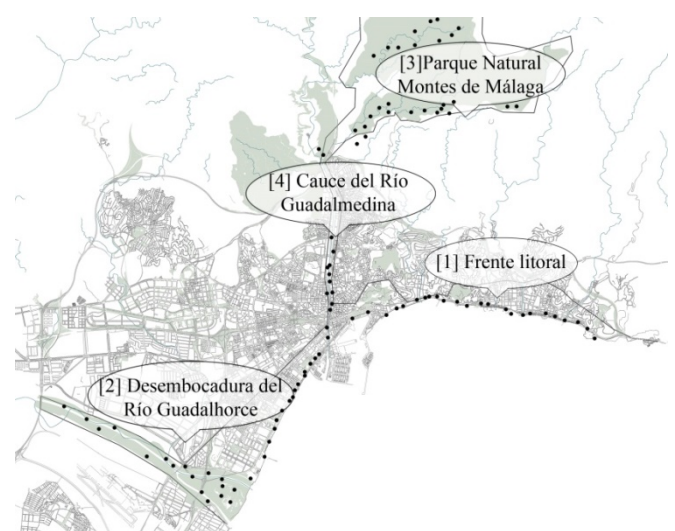 [3]Parque Natural
Montes de Málaga
[4] Cauce del Río
Guadalmedina
[1] Frente litoral
[2] Desembocadura del
Río Guadalhorce